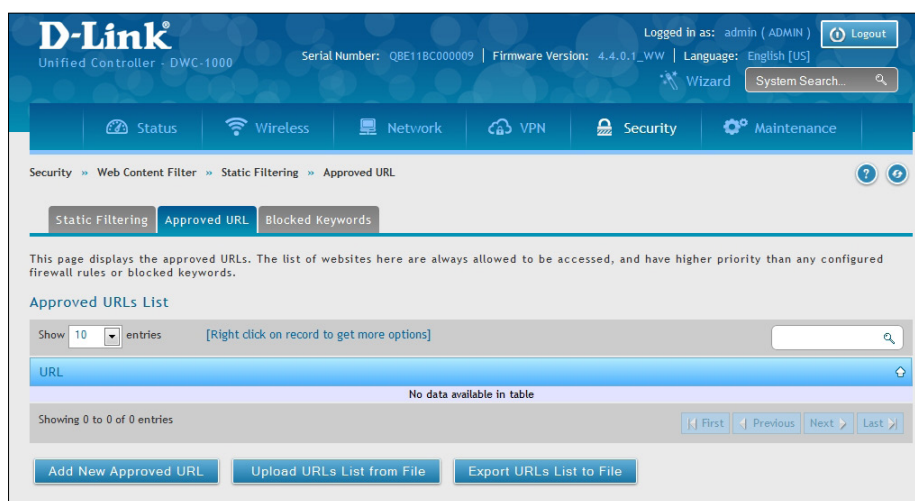 D-Link®
Unified Controller - DWC-1000
Logged in as: admin ( ADMIN ) Logout
Serial Number: QBE11BC000009 | Firmware Version: 4.4.0.1_WW | Language: English [US]
Wizard System Search...
Status Wireless Network VPN Security Maintenance
Security » Web Content Filter » Static Filtering » Approved URL
Static Filtering Approved URL Blocked Keywords
This page displays the approved URLs. The list of websites here are always allowed to be accessed, and have higher priority than any configured
firewall rules or blocked keywords.
Approved URLs List
Show 10 entries [Right click on record to get more options]
URL
No data available in table
Showing 0 to 0 of 0 entries First Previous Next Last
Add New Approved URL Upload URLs List from File Export URLs List to File